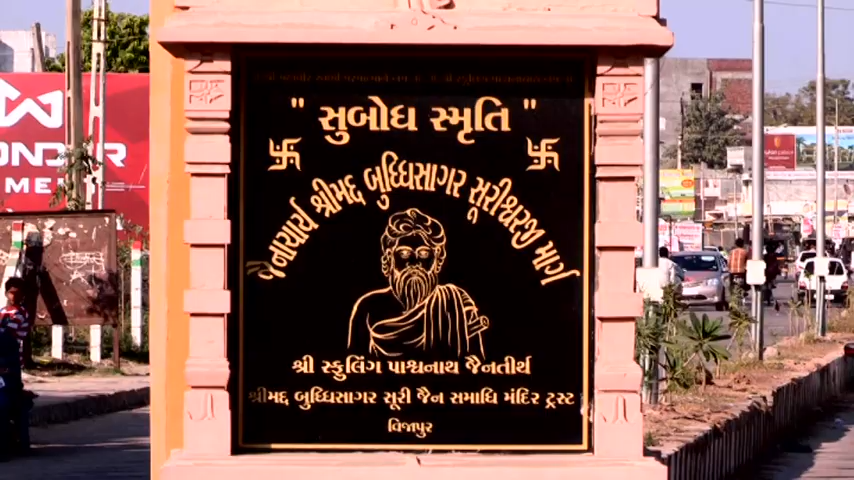 " સુબોધ સ્મૃતિ "
જૈનાચાર્ય શ્રીમદ્દ બુધ્ધિસાગર સૂરીશ્વરજી માર્ગ
શ્રી સ્ફુલિંગ પાશ્વનાથ જૈનતીર્થ
શ્રીમદ્દ બુધ્ધિસાગર સૂરી જૈન સમાધિ મંદિર ટ્રસ્ટ
વિજાપુર